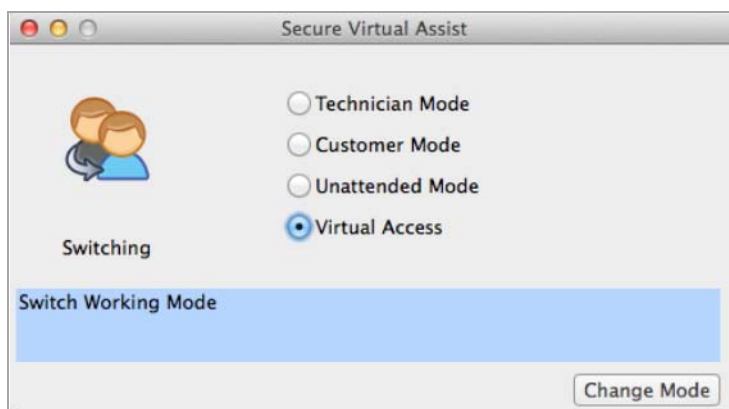 Secure Virtual Assist
Technician Mode
Customer Mode
Unattended Mode
Virtual Access
Switching
Switch Working Mode
Change Mode